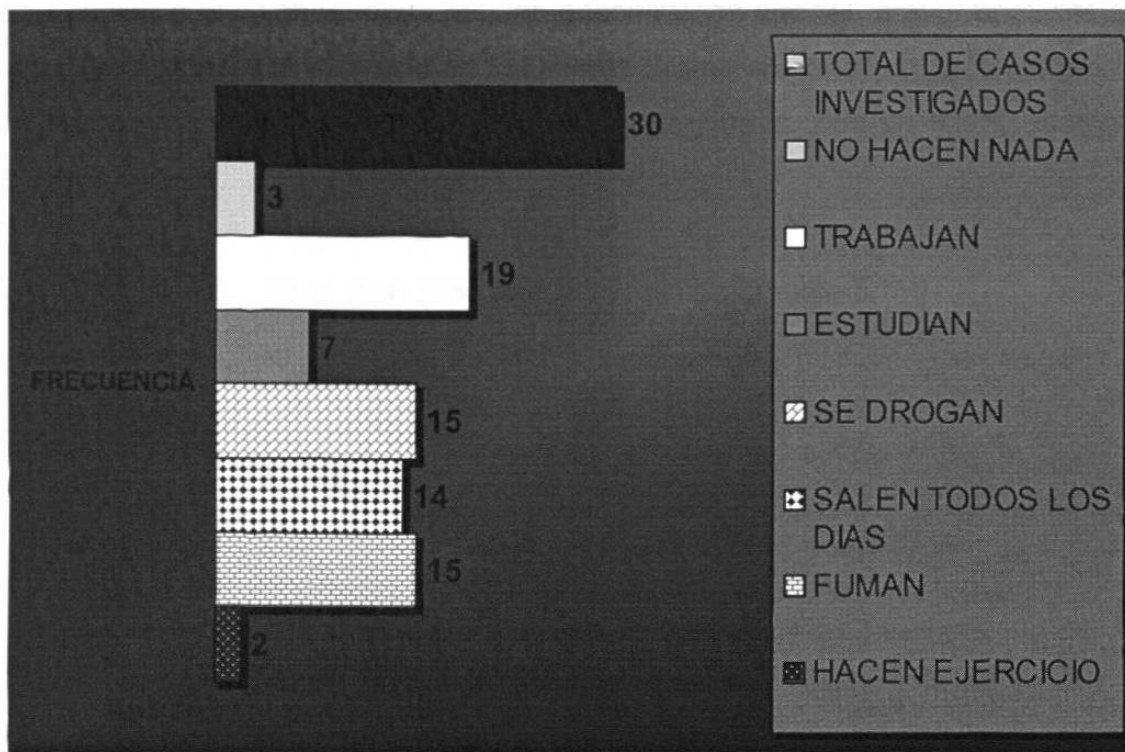 30
3
19
7
FRECUENCIA
15
14
15
2
TOTAL DE CASOS
INVESTIGADOS
NO HACEN NADA
TRABAJAN
ESTUDIAN
SE DROGAN
SALEN TODOS LOS
DIAS
FUMAN
HACEN EJERCICIO